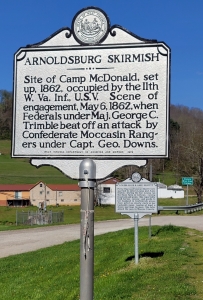 ARNOLDSBURG SKIRMISH
Site of Camp McDonald, set
up, 1862, occupied by the 11th
W. Va. Inf., U.S.V. Scene of
engagement, May 6, 1862, when
Federals under Maj. George C.
Trimble beat off an attack by
Confederate Moccasin Rang-
ers under Capt. Geo. Downs.